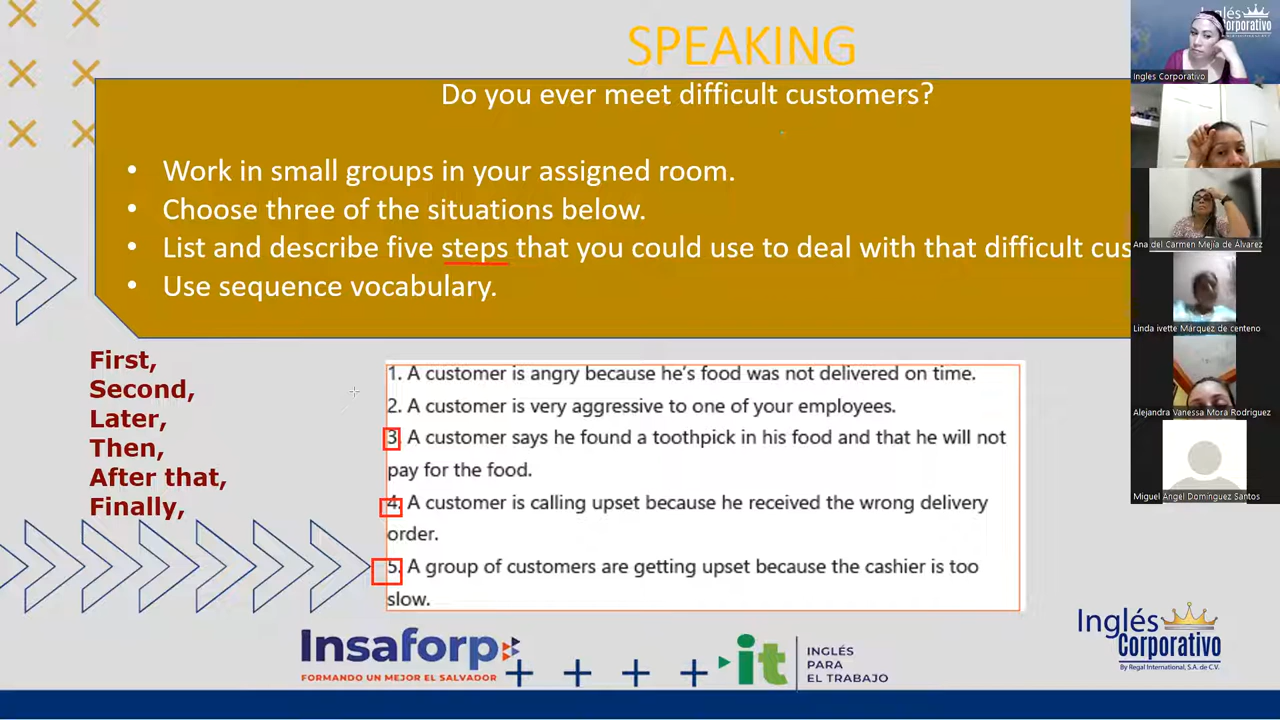 SPEAKING
Do you ever meet difficult customers?
• Work in small groups in your assigned room.
• Choose three of the situations below.
• List and describe five steps that you could use to deal with that difficult cus
• Use sequence vocabulary.
First,
Second,
Later,
Then,
After that,
Finally,
1. A customer is angry because he's food was not delivered on time.
2. A customer is very aggressive to one of your employees.
3. A customer says he found a toothpick in his food and that he will not
pay for the food.
4. A customer is calling upset because he received the wrong delivery
order.
5. A group of customers are getting upset because the cashier is too
slow.
Insaforp
FORMANDO UN MEJOR EL SALVADOR
it
INGLÉS
PARA
EL TRABAJO
Inglés
Corporativo
By Regal International, S.A. de C.V.
Inglés
Corporativo
Ingles Corporativo
Ana del Carmen Mejía de Álvarez
Linda ivette Márquez de centeno
Alejandra Vanessa Mora Rodriguez
Miguel Angel Dominguez Santos